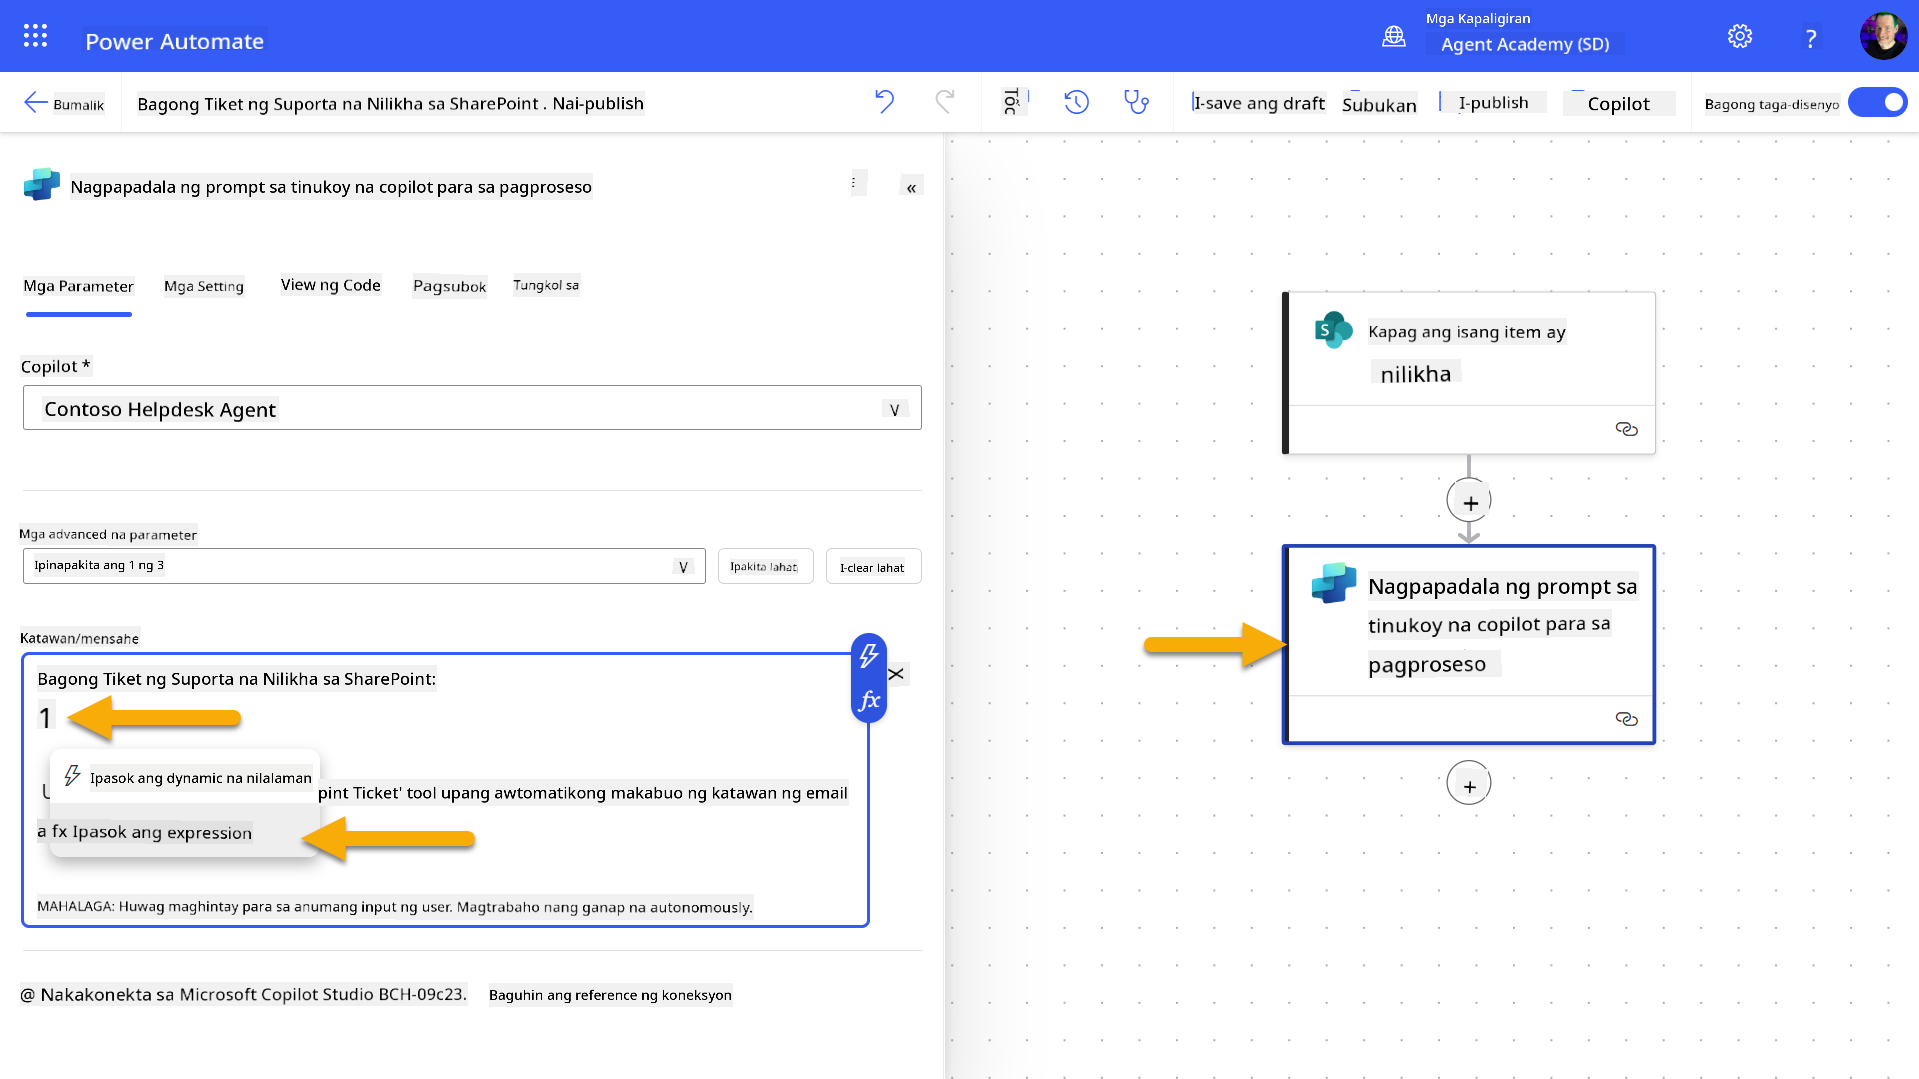 Power Automate
Mga Kapaligiran
Agent Academy (SD)
?
Bumalik
Bagong Tiket ng Suporta na Nilikha sa SharePoint . Nai-publish
I-save ang draft
Subukan
I-publish
Copilot
Bagong taga-disenyo
Nagpapadala ng prompt sa tinukoy na copilot para sa pagproseso
«
Mga Parameter
Mga Setting
View ng Code
Pagsubok
Tungkol sa
Copilot *
Contoso Helpdesk Agent
V
Mga advanced na parameter
Ipinapakita ang 1 ng 3
V
Ipakita lahat
I-clear lahat
Katawan/mensahe
Bagong Tiket ng Suporta na Nilikha sa SharePoint:
1
fx
Ipasok ang dynamic na nilalaman
pint Ticket' tool upang awtomatikong makabuo ng katawan ng email
a fx Ipasok ang expression
MAHALAGA: Huwag maghintay para sa anumang input ng user. Magtrabaho nang ganap na autonomously.
@ Nakakonekta sa Microsoft Copilot Studio BCH-09c23.
Baguhin ang reference ng koneksyon
S
Kapag ang isang item ay
nilikha
+
Nagpapadala ng prompt sa
tinukoy na copilot para sa
pagproseso
+